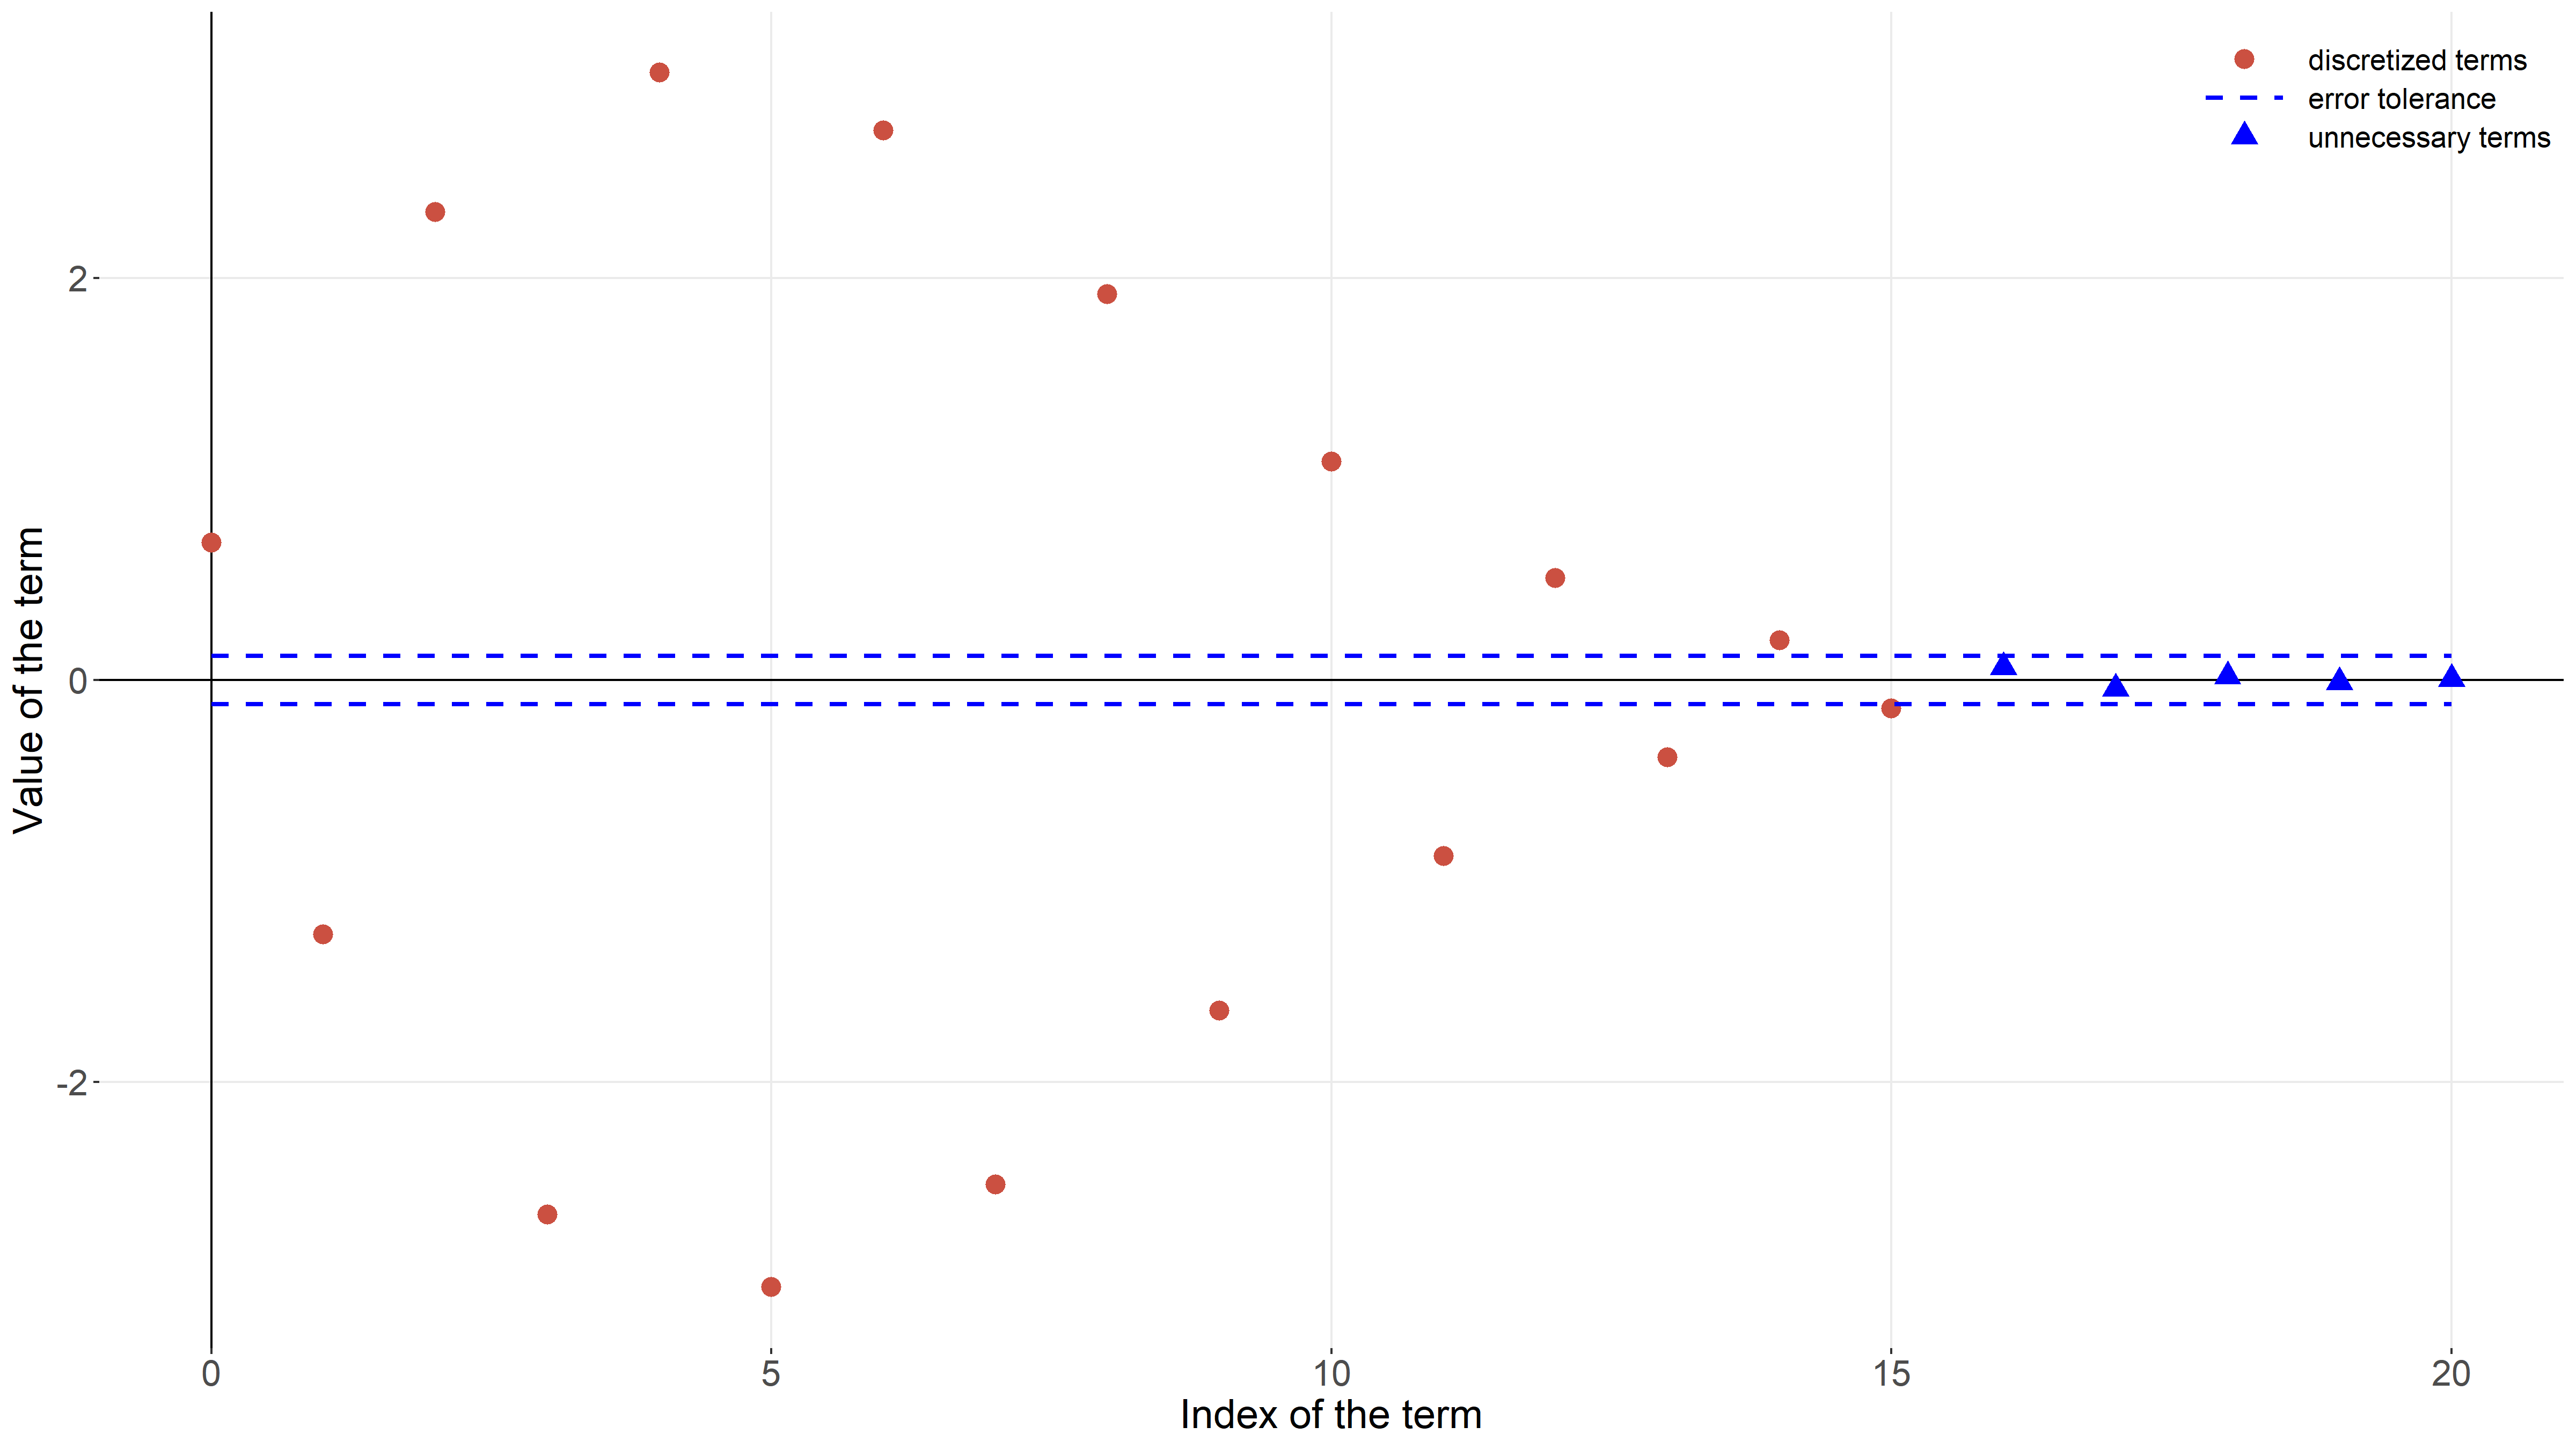 discretized terms
error tolerance
unnecessary terms
Value of the term
2
0
-2
0 5 10 15 20
Index of the term